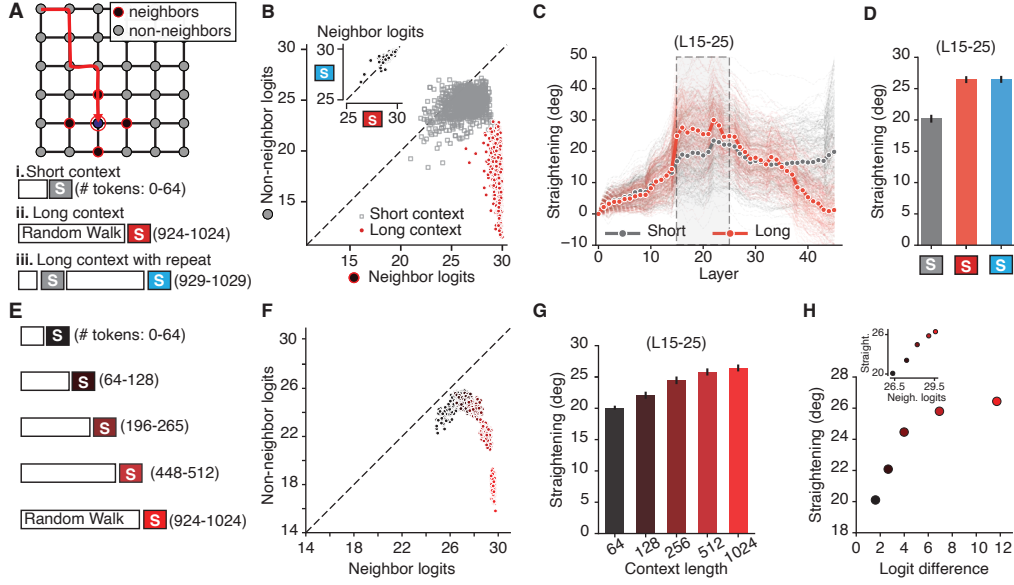 A
neighbors
non-neighbors
i. Short context
S (# tokens: 0-64)
ii. Long context
Random Walk S (924-1024)
iii. Long context with repeat
S S (929-1029)
B
Neighbor logits
30
25
S
25 30
S
30
25
20
15
Non-neighbor logits
Short context
Long context
15 20 25 30
Neighbor logits
C
(L15-25)
50
40
30
20
10
0
−10
Straightening (deg)
Short Long
0 10 20 30 40
Layer
D
(L15-25)
30
25
20
15
10
5
0
Straightening (deg)
S S S
E
S (# tokens: 0-64)
S (64-128)
S (196-265)
S (448-512)
Random Walk S (924-1024)
F
30
26
22
18
14
Non-neighbor logits
14 18 22 26 30
Neighbor logits
G
(L15-25)
30
25
20
15
10
5
0
Straightening (deg)
64 128 256 512 1024
Context length
H
26
20
Straight.
26.5 29.5
Neigh. logits
28
26
24
22
20
18
Straightening (deg)
0 2 4 6 8 10 12
Logit difference